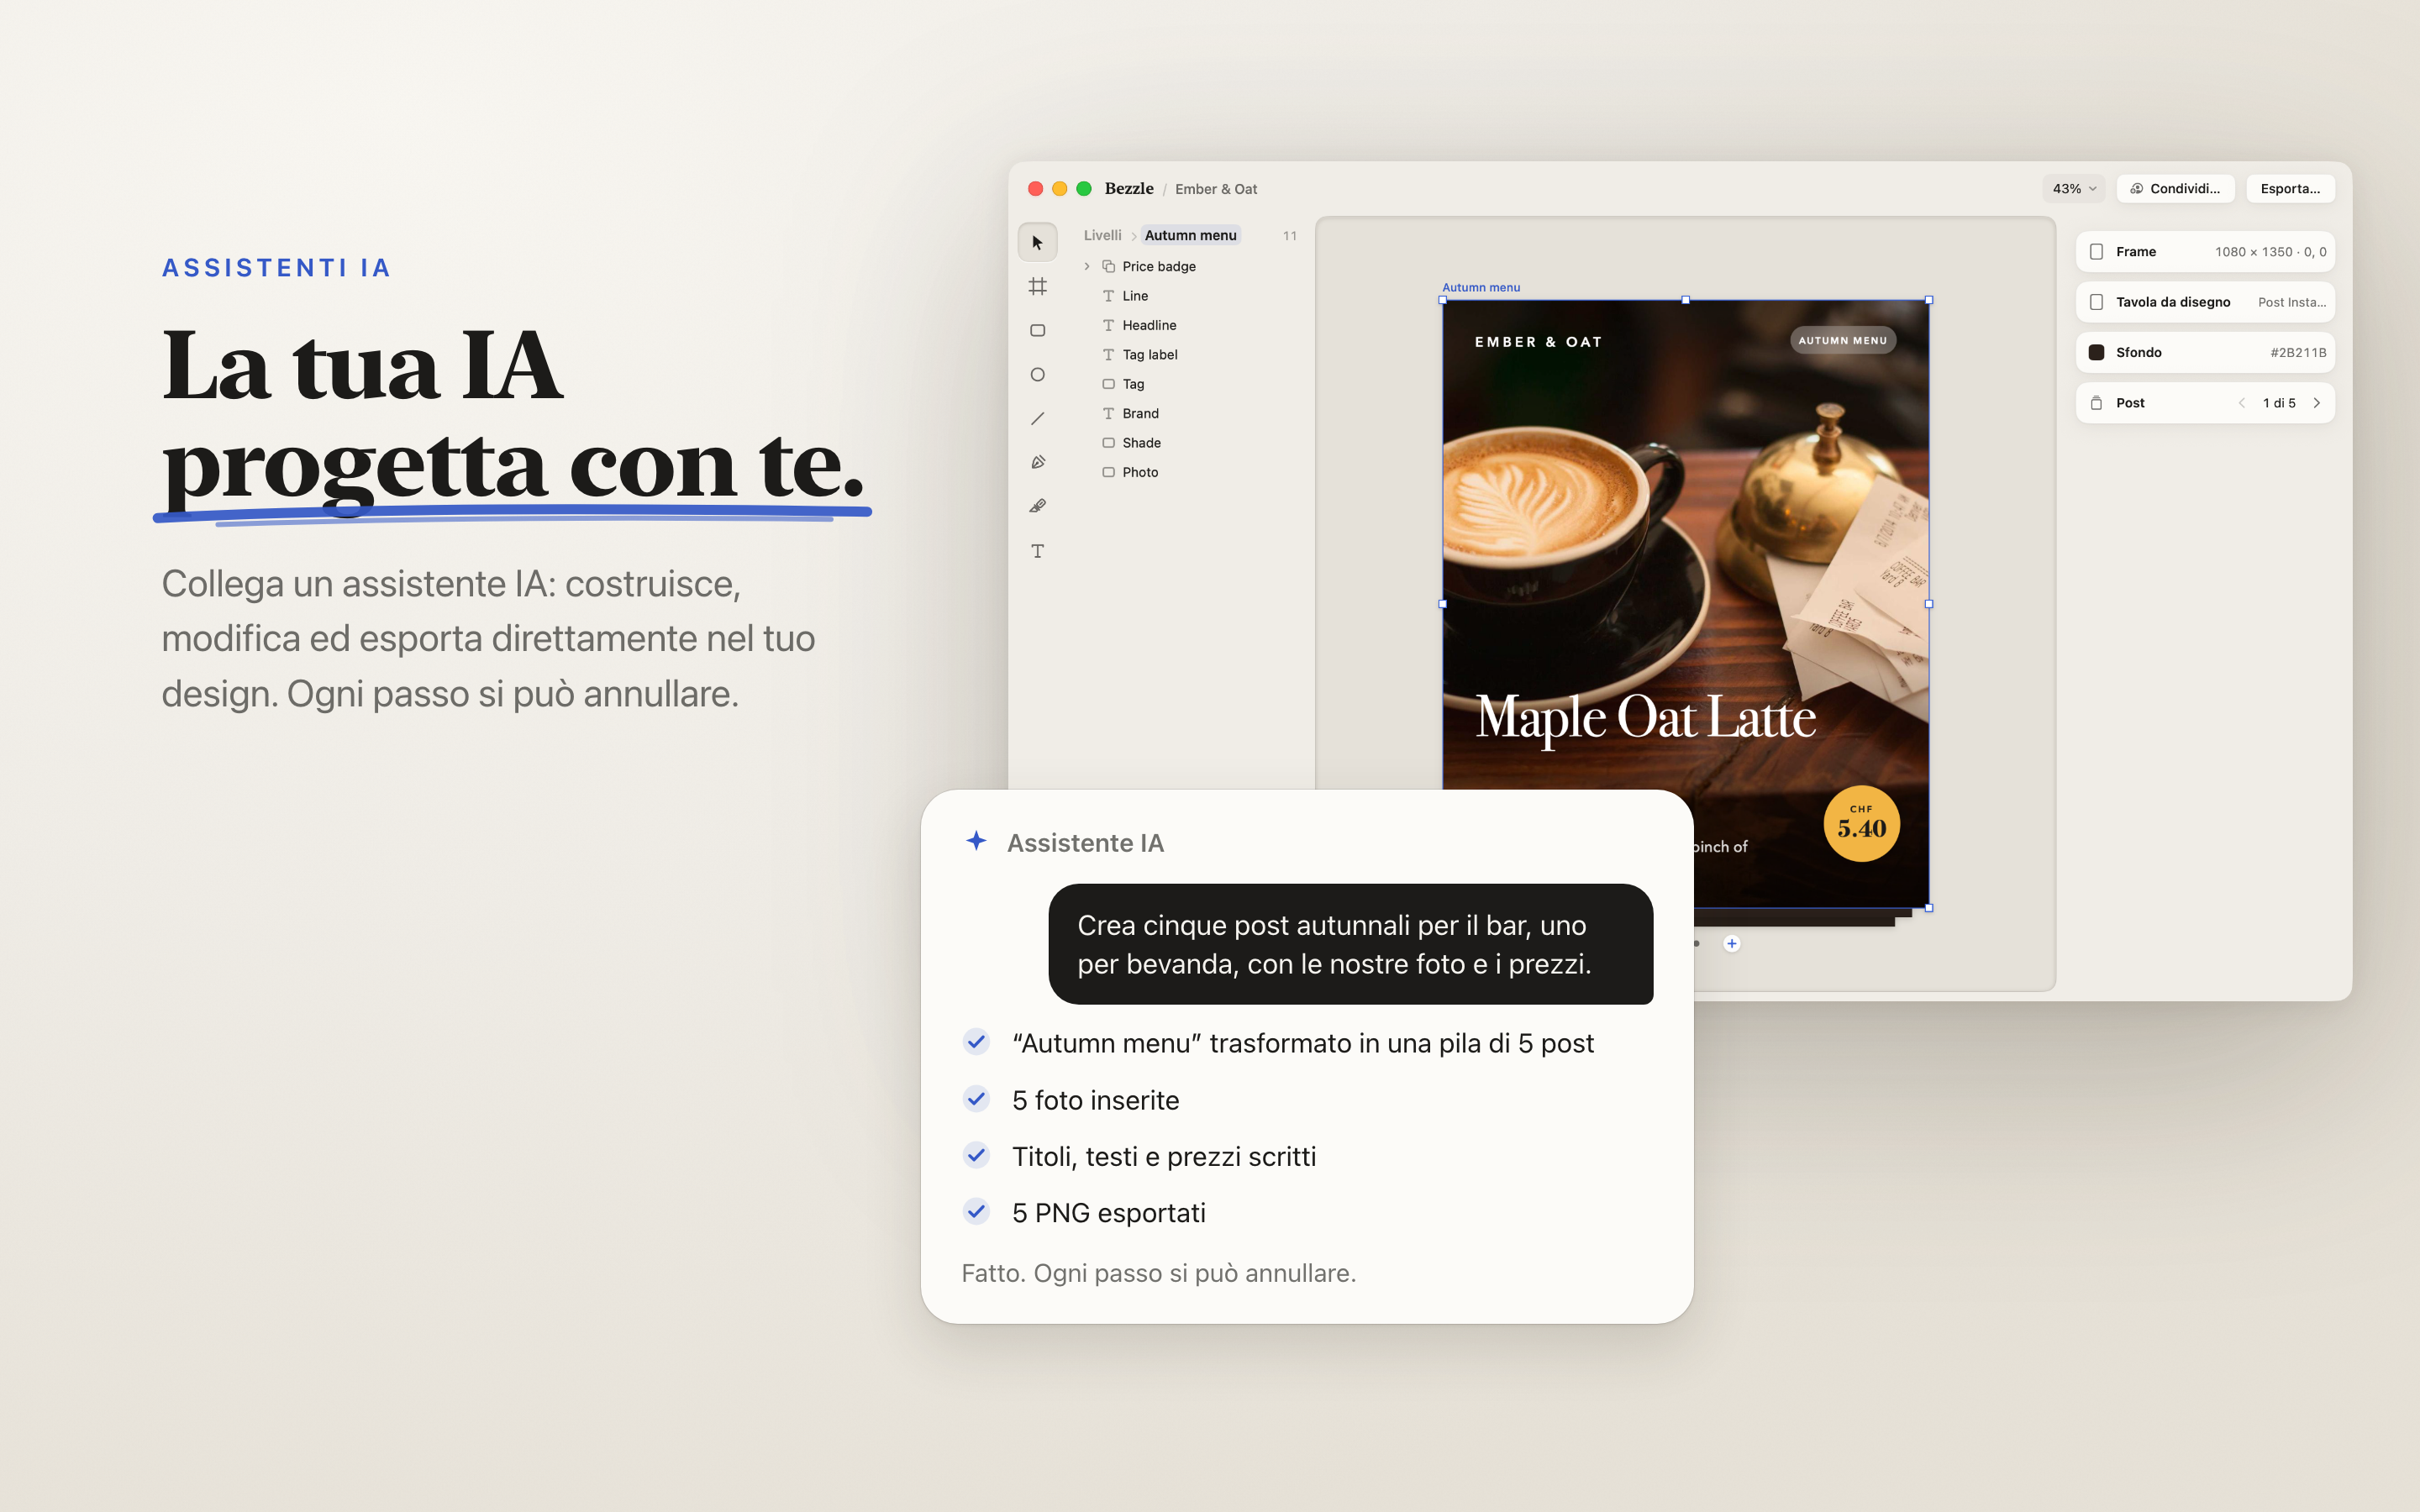 ASSISTENTI IA
La tua IA
progetta con te.
Collega un assistente IA: costruisce,
modifica ed esporta direttamente nel tuo
design. Ogni passo si può annullare.
Bezzle / Ember & Oat
43%
Condividi...
Esporta...
Livelli > Autumn menu 11
Price badge
Line
Headline
Tag label
Tag
Brand
Shade
Photo
Autumn menu
EMBER & OAT
AUTUMN MENU
COFFEE BAR
Maple Oat Latte
CHF
5.40
pinch of
Frame 1080 × 1350 · 0, 0
Tavola da disegno Post Insta...
Sfondo #2B211B
Post 1 di 5
Assistente IA
Crea cinque post autunnali per il bar, uno
per bevanda, con le nostre foto e i prezzi.
“Autumn menu” trasformato in una pila di 5 post
5 foto inserite
Titoli, testi e prezzi scritti
5 PNG esportati
Fatto. Ogni passo si può annullare.